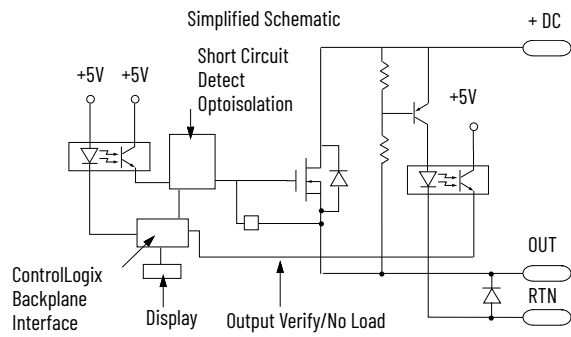 Simplified Schematic
+ DC
Short Circuit
Detect
Optoisolation
+5V
+5V
+5V
OUT
RTN
ControlLogix
Backplane
Interface
Display
Output Verify/No Load